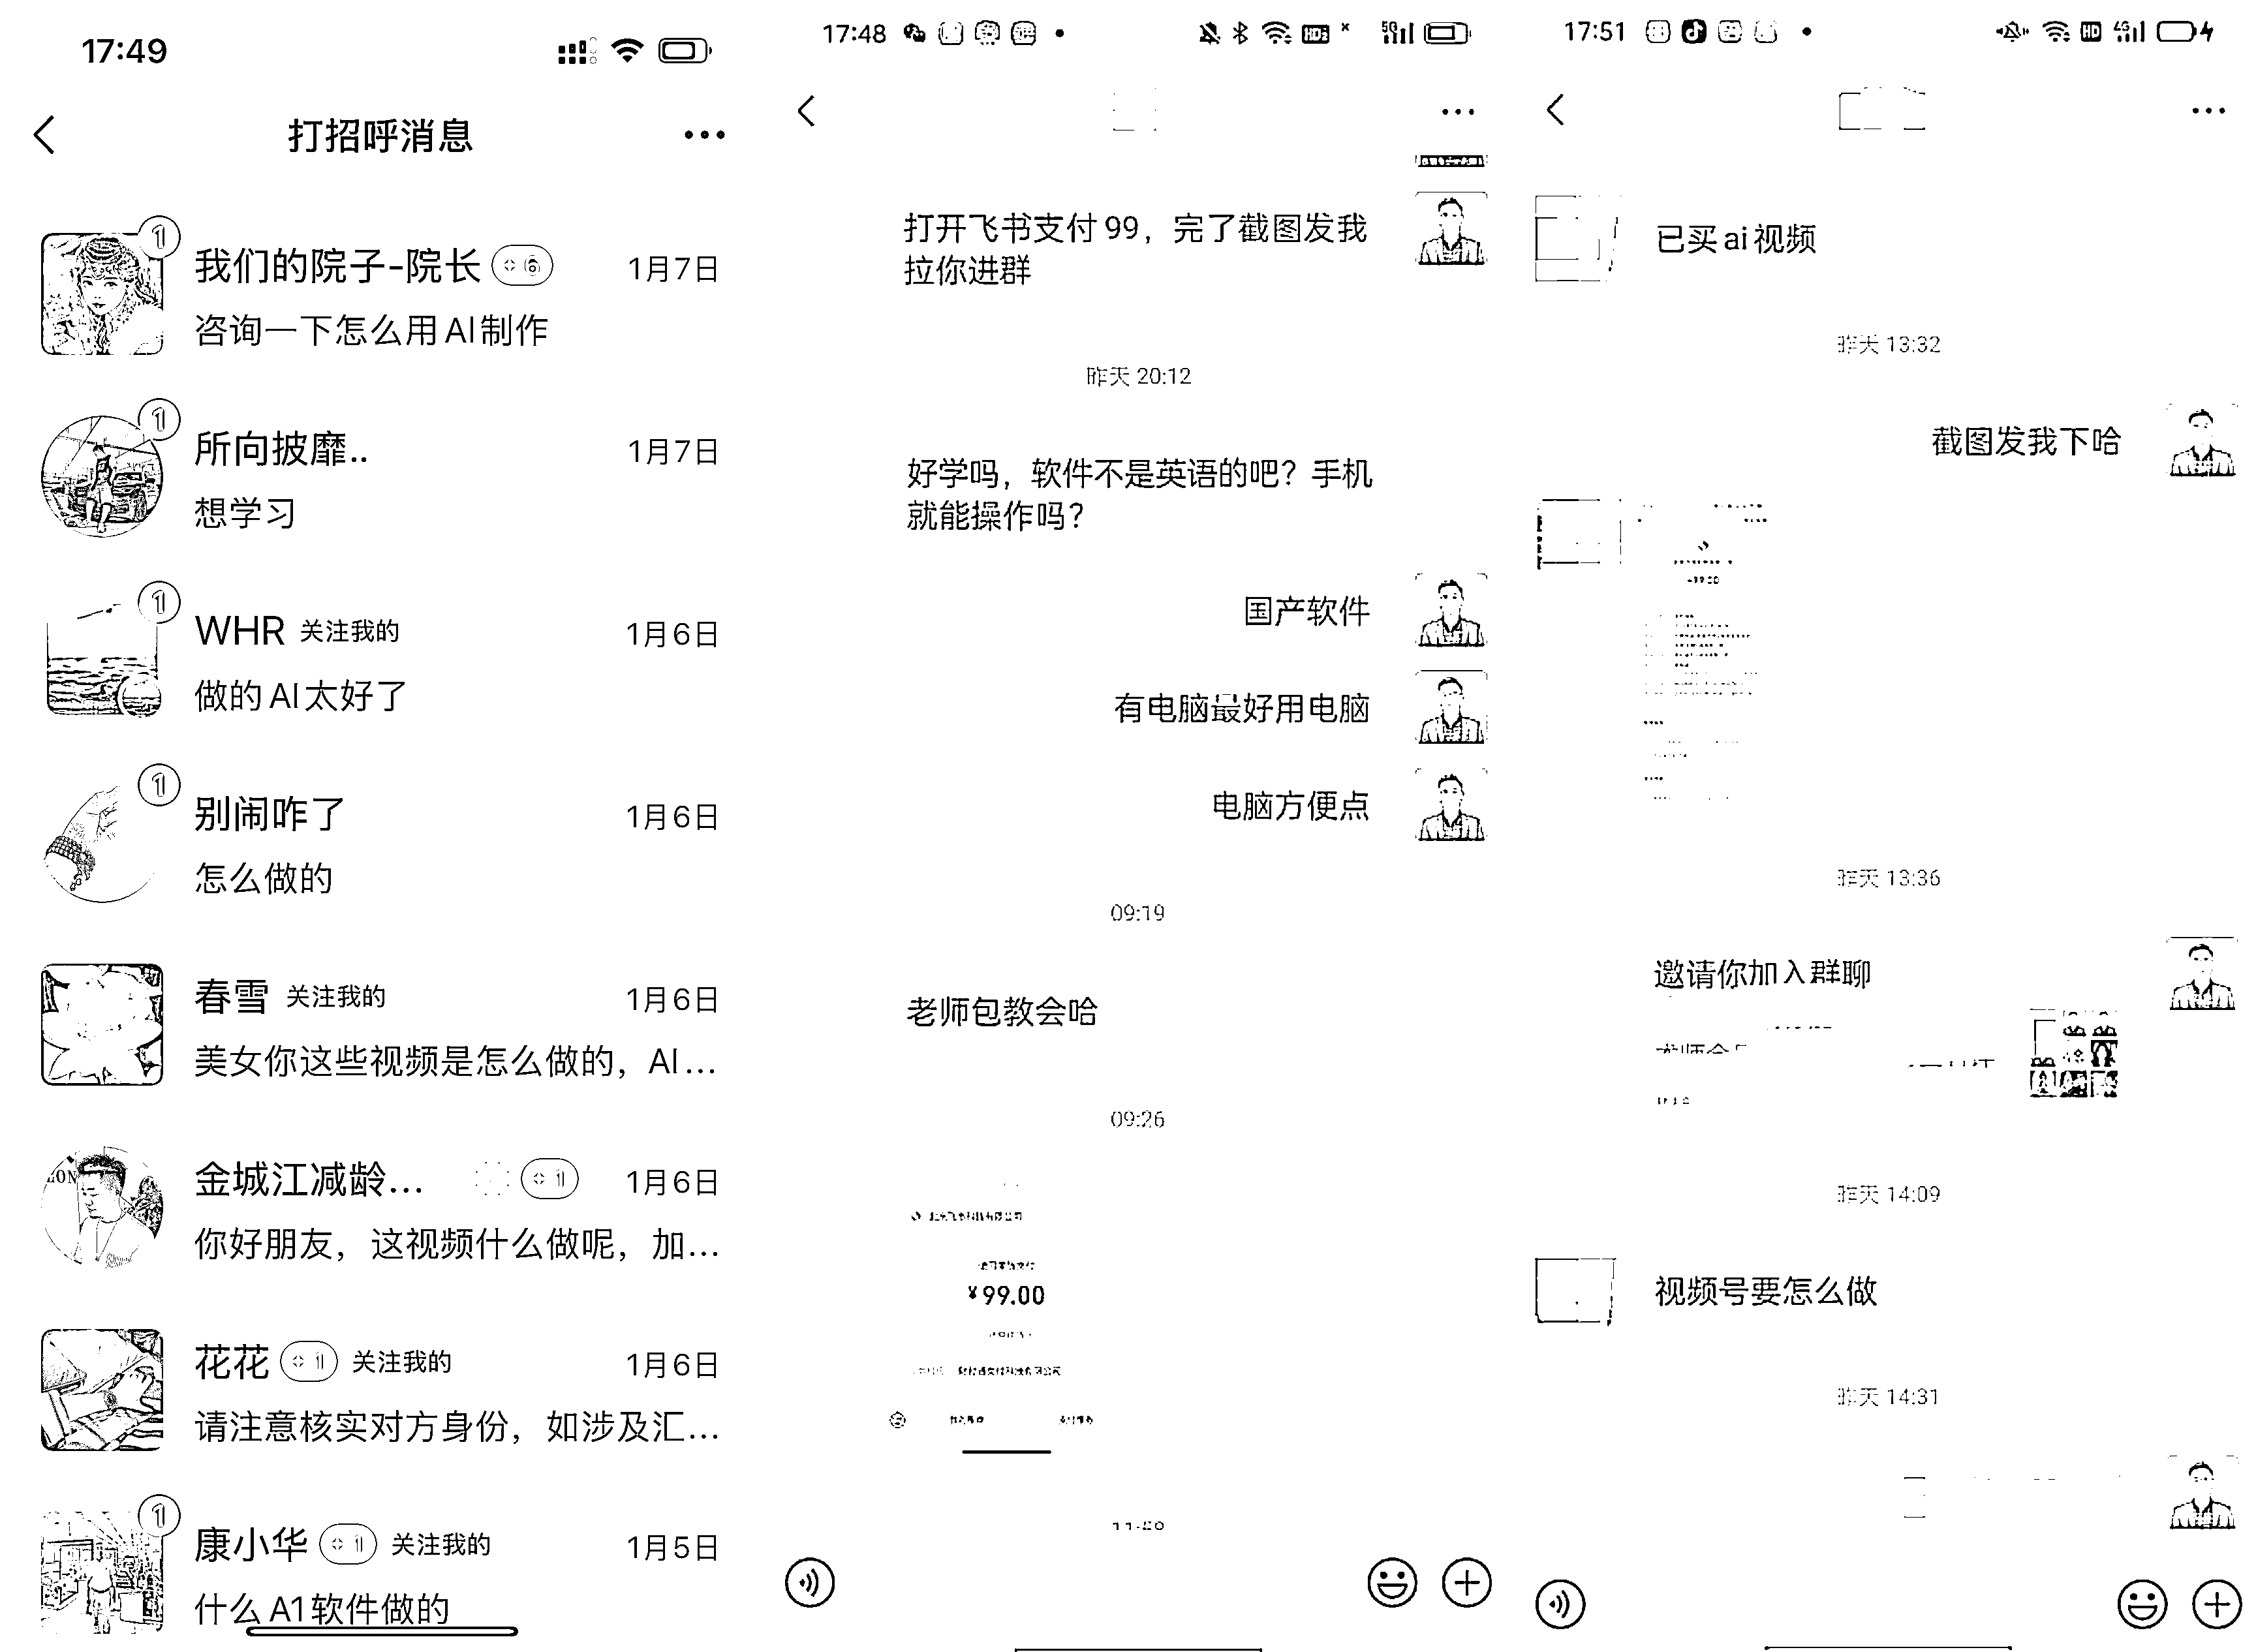 17:49
打招呼消息
我们的院子-院长 6 1月7日
咨询一下怎么用AI制作
所向披靡.. 1月7日
想学习
WHR 关注我的 1月6日
做的AI太好了
别闹咋了 1月6日
怎么做的
春雪 关注我的 1月6日
美女你这些视频是怎么做的，AI...
金城江减龄... 1 1月6日
你好朋友，这视频什么做呢，加...
花花 1 关注我的 1月6日
请注意核实对方身份，如涉及汇...
康小华 1 关注我的 1月5日
什么A1软件做的
17:48
打开飞书支付99，完了截图发我
拉你进群
昨天 20:12
好学吗，软件不是英语的吧？手机
就能操作吗？
国产软件
有电脑最好用电脑
电脑方便点
09:19
老师包教会哈
09:26
¥99.00
17:51
已买ai视频
昨天 13:32
截图发我下哈
昨天 13:36
邀请你加入群聊
昨天 14:09
视频号要怎么做
昨天 14:31